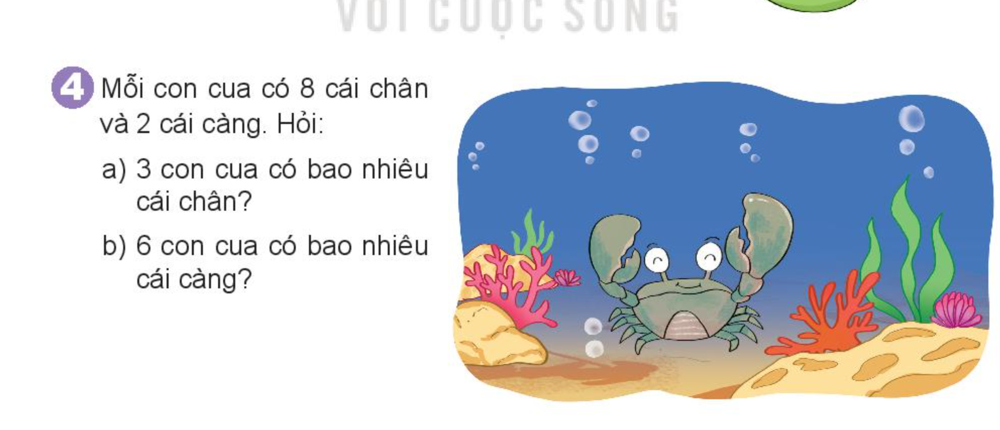 VỚI CUỘC SỐNG
4 Mỗi con cua có 8 cái chân
và 2 cái càng. Hỏi:
a) 3 con cua có bao nhiêu
cái chân?
b) 6 con cua có bao nhiêu
cái càng?